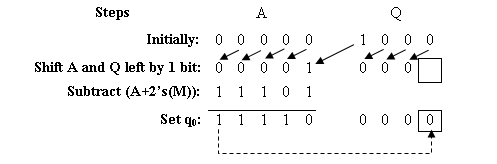 Steps A Q
Initially: 0 0 0 0 0 1 0 0 0
Shift A and Q left by 1 bit: 0 0 0 0 1 0 0 0
Subtract (A+2's(M)): 1 1 1 0 1
Set q₀: 1 1 1 1 0 0 0 0 0